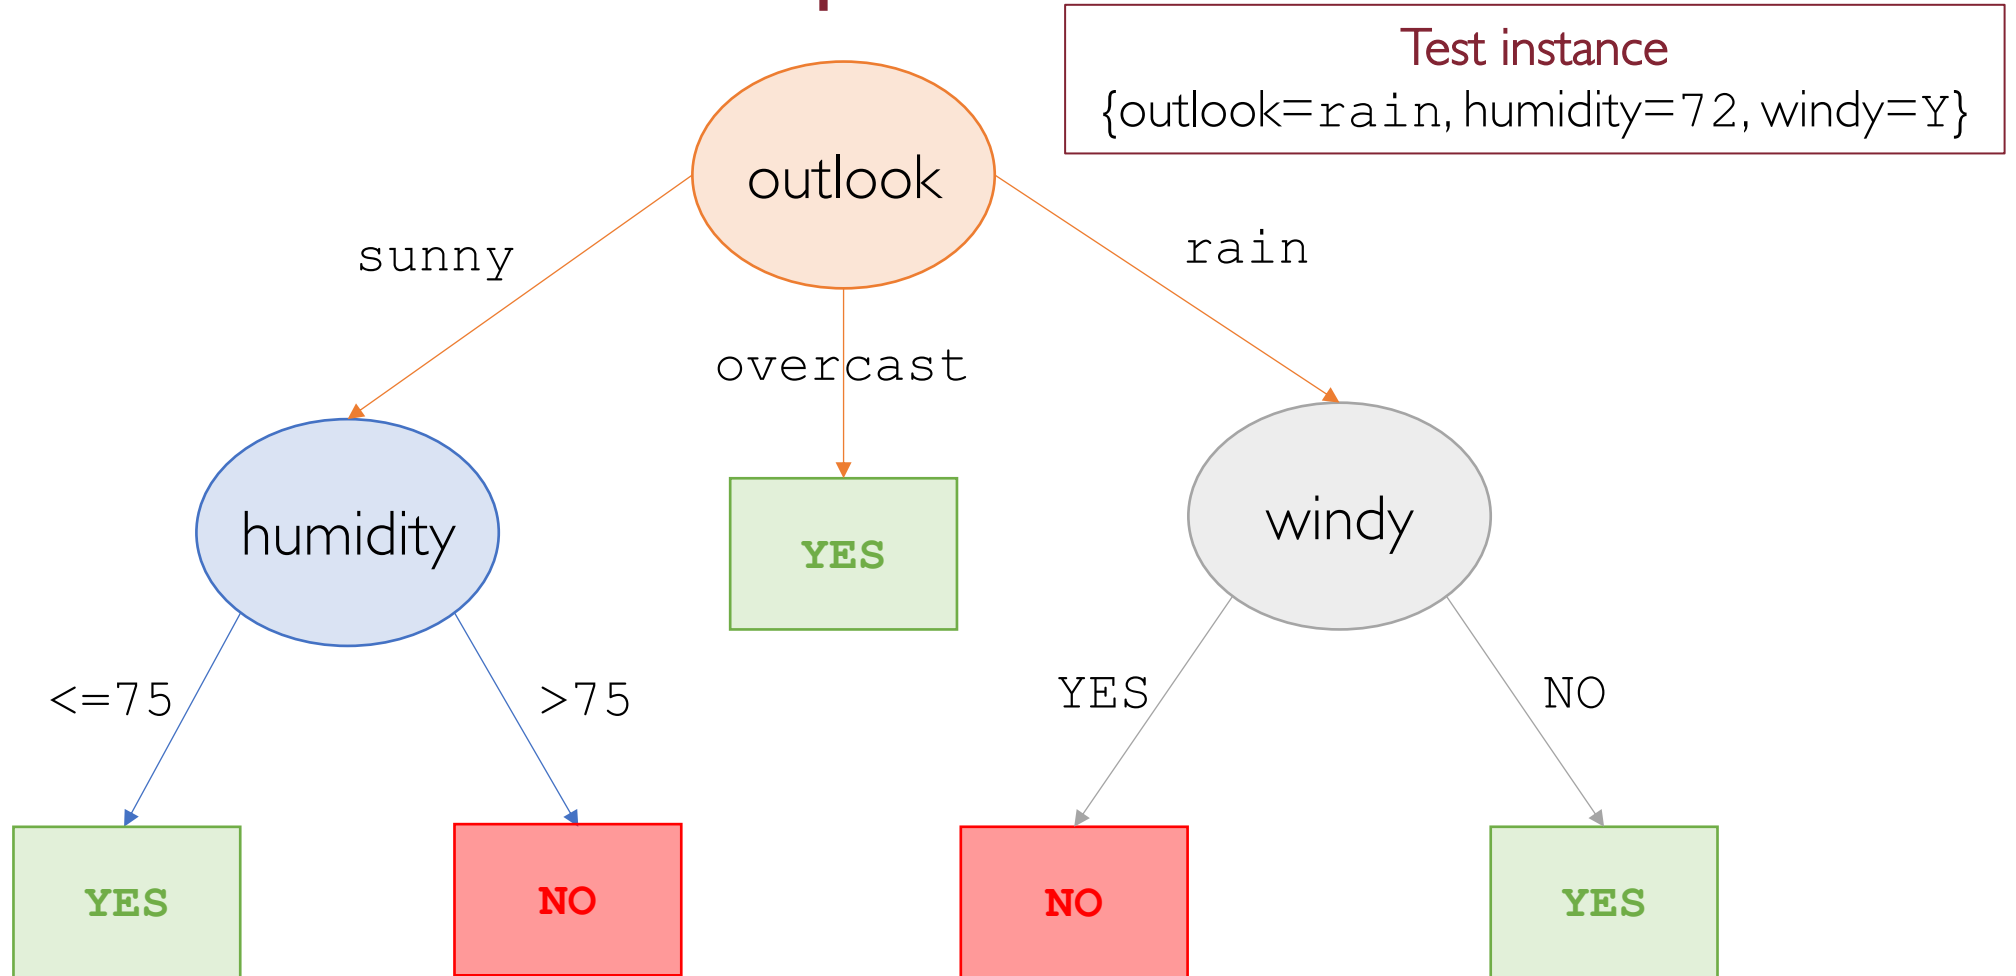 Test instance
{outlook=rain, humidity=72, windy=Y}
outlook
sunny
rain
overcast
humidity
YES
windy
<=75
>75
YES
NO
YES
NO
NO
YES